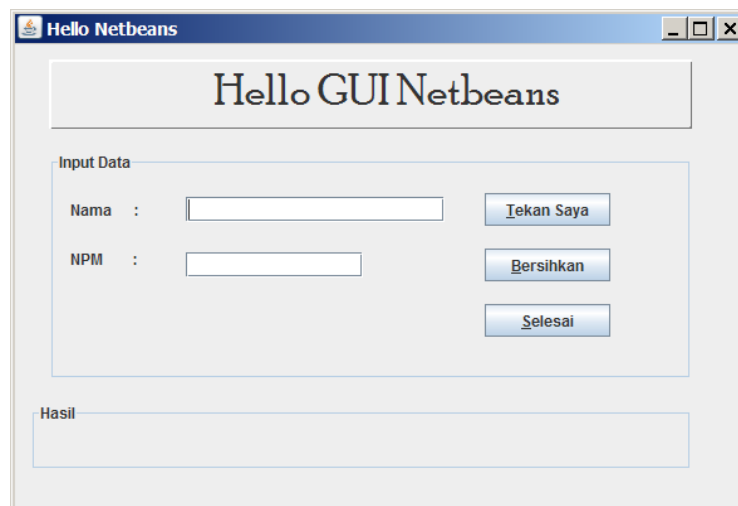 Hello Netbeans
Hello GUI Netbeans
Input Data
Nama :
Tekan Saya
NPM :
Bersihkan
Selesai
Hasil